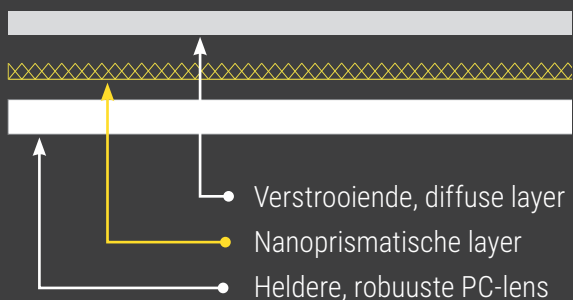 Verstrooiende, diffuse layer
Nanoprismatische layer
Heldere, robuuste PC-lens